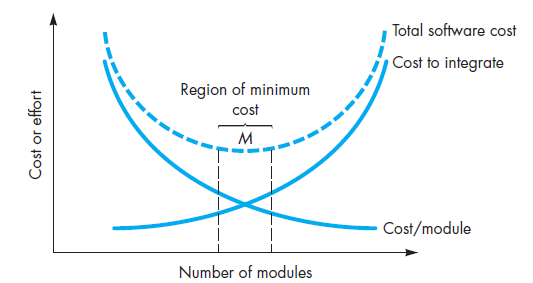 Total software cost
Cost to integrate
Region of minimum
cost
M
Cost or effort
Cost/module
Number of modules